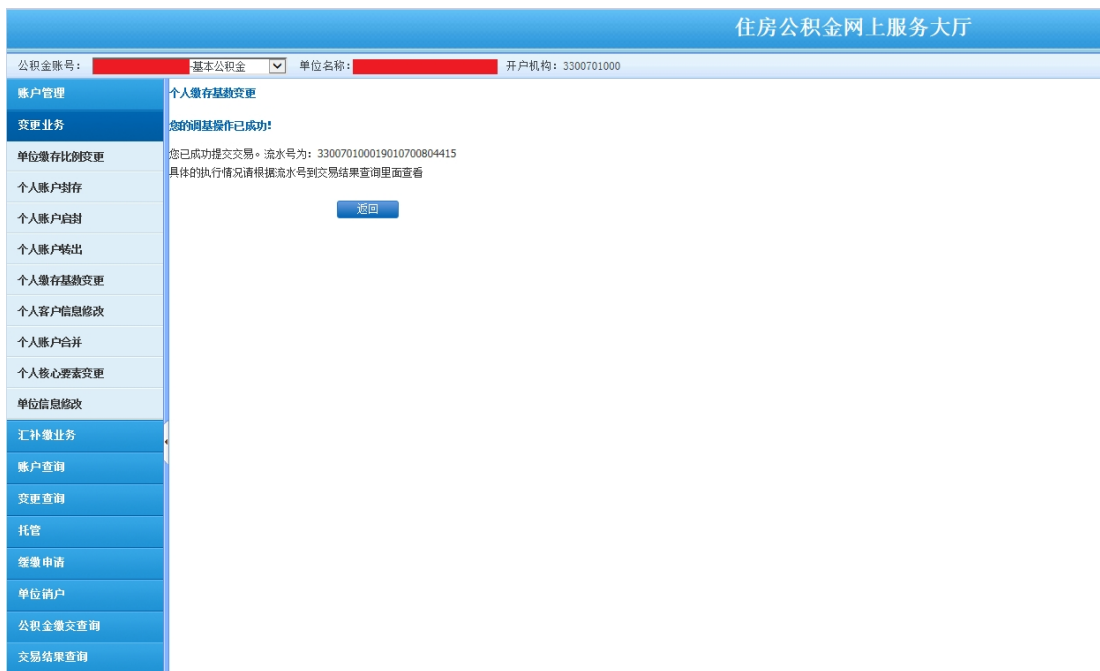 住房公积金网上服务大厅
公积金账号： -基本公积金 单位名称： 开户机构：3300701000
账户管理
个人缴存基数变更
变更业务
您的调基操作已成功！
单位缴存比例变更
您已成功提交交易。流水号为：330070100019010700804415
具体的执行情况请根据流水号到交易结果查询里面查看
个人账户封存
返回
个人账户启封
个人账户转出
个人缴存基数变更
个人客户信息修改
个人账户合并
个人核心要素变更
单位信息修改
汇补缴业务
账户查询
变更查询
托管
缓缴申请
单位销户
公积金缴交查询
交易结果查询